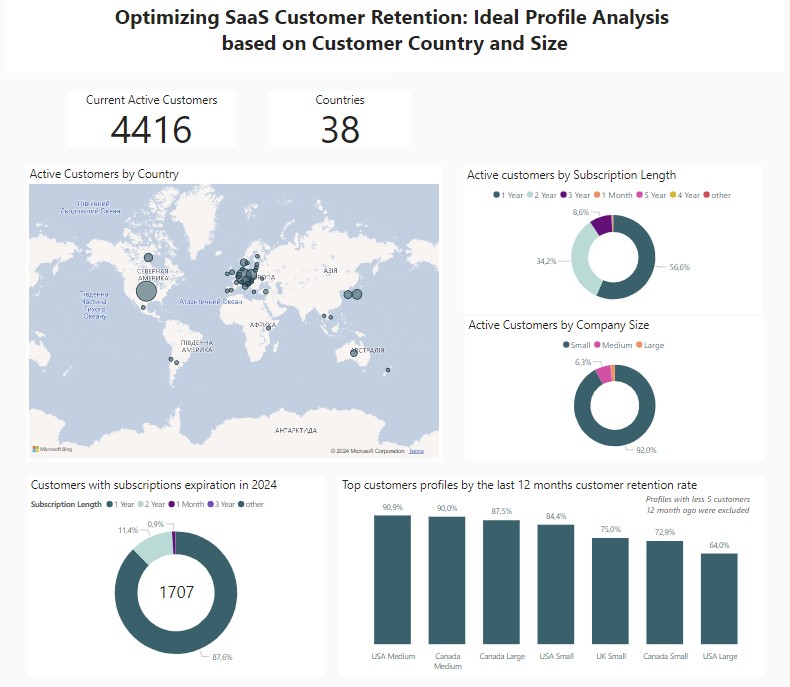 Optimizing SaaS Customer Retention: Ideal Profile Analysis
based on Customer Country and Size
Current Active Customers
4416
Countries
38
Active Customers by Country
Північний
Льодовитий Океан
СЕВЕРНАЯ
АМЕРИКА
Південна
Частина
Тихого
Океану
Атлантичний Океан
АЗІЯ
АФРИКА
ПІВДЕННА
АМЕРИКА
АНТАРКТИДА
Microsoft Bing
© 2024 Microsoft Corporation Terms
Active customers by Subscription Length
1 Year 2 Year 3 Year 1 Month 5 Year 4 Year other
8,6%
34,2%
56,6%
Active Customers by Company Size
Small Medium Large
6,3%
92,0%
Customers with subscriptions expiration in 2024
Subscription Length 1 Year 2 Year 1 Month 3 Year other
0,9%
11,4%
1707
87,6%
Top customers profiles by the last 12 months customer retention rate
Profiles with less 5 customers
12 month ago were excluded
90,9% 90,0% 87,5% 84,4% 75,0% 72,9% 64,0%
USA Medium Canada Medium Canada Large USA Small UK Small Canada Small USA Large